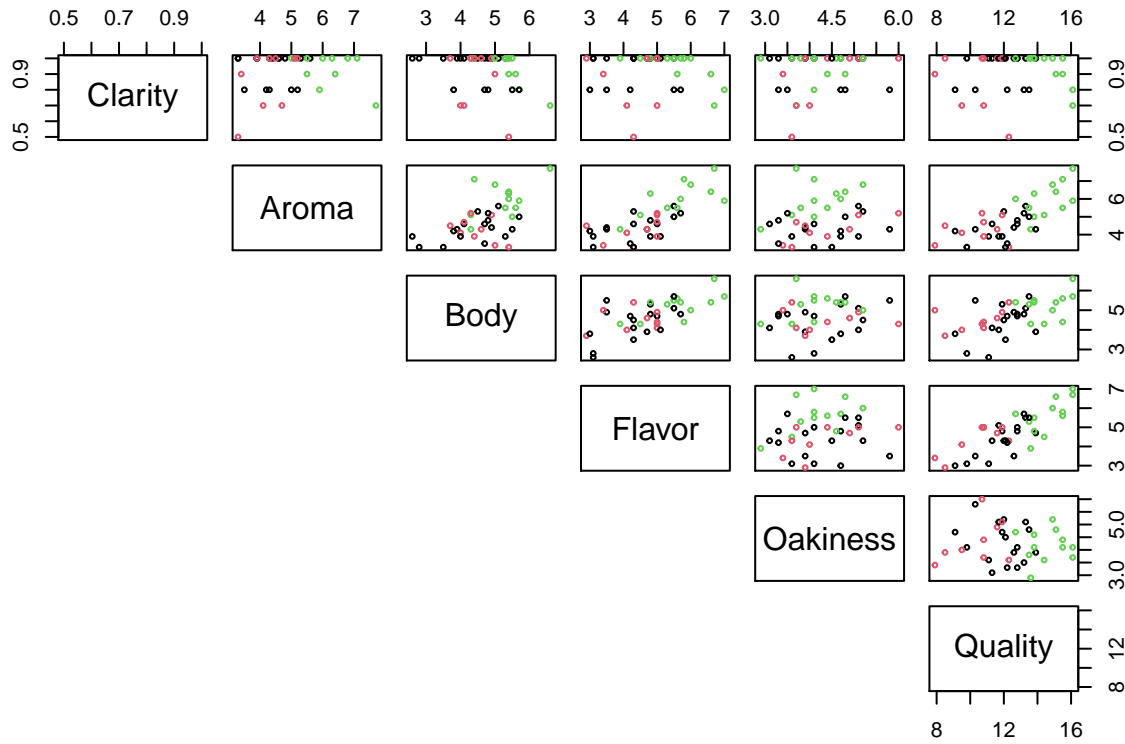 0.5 0.7 0.9 4 5 6 7 3 4 5 6 3 4 5 6 7 3.0 4.5 6.0 8 12 16
0.5 0.9 Clarity 0.5 0.9
Aroma 4 6
Body 3 5
Flavor 3 5 7
Oakiness 3.0 5.0
Quality 8 12
8 12 16